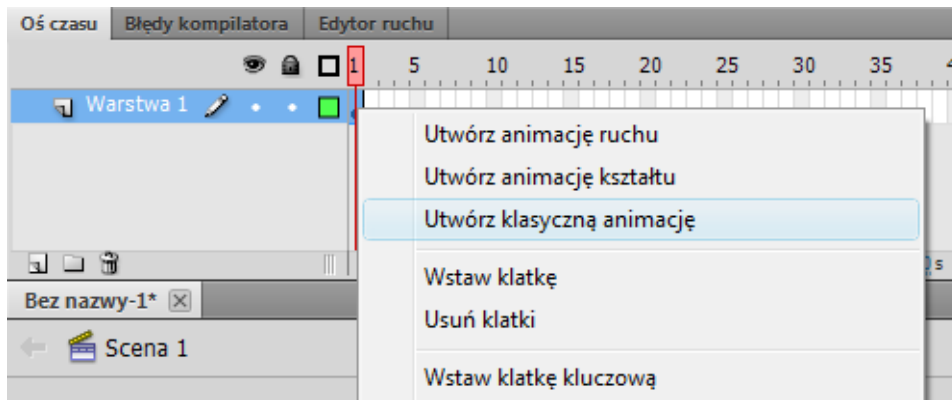 Oś czasu Błędy kompilatora Edytor ruchu
1 5 10 15 20 25 30 35 4
Warstwa 1
Utwórz animację ruchu
Utwórz animację kształtu
Utwórz klasyczną animację
Wstaw klatkę
s
Usuń klatki
Bez nazwy-1*
Scena 1
Wstaw klatkę kluczową